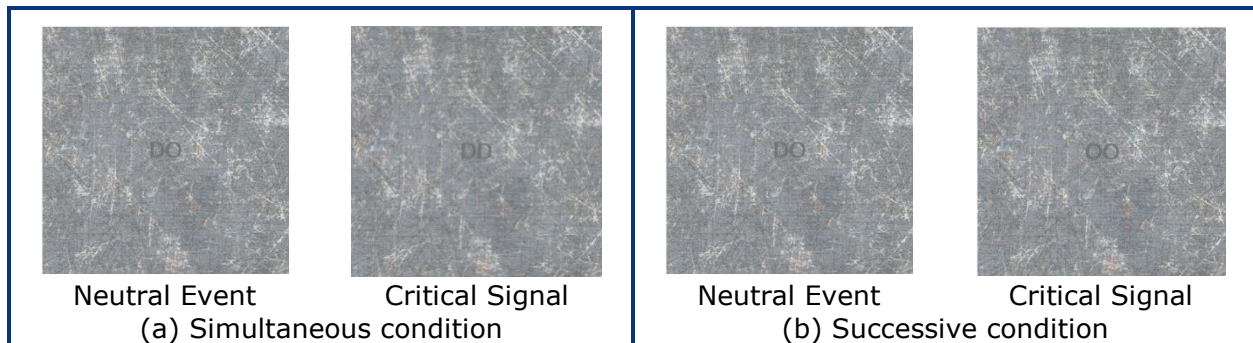 DO
Neutral Event
DD
Critical Signal
(a) Simultaneous condition
DO
Neutral Event
OO
Critical Signal
(b) Successive condition